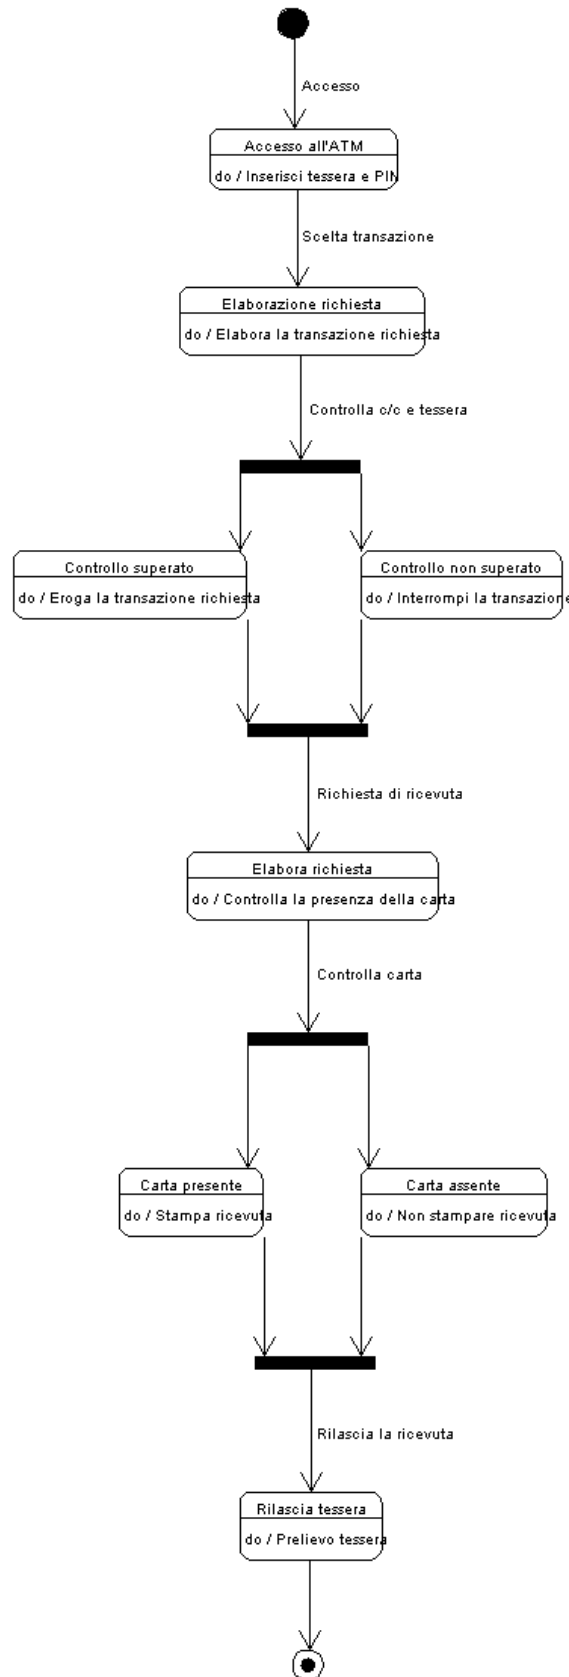 Accesso
Accesso all'ATM
do / Inserisci tessera e PIN
Scelta transazione
Elaborazione richiesta
do / Elabora la transazione richiesta
Controlla c/c e tessera
Controllo superato
do / Eroga la transazione richiesta
Controllo non superato
do / Interrompi la transazione
Richiesta di ricevuta
Elabora richiesta
do / Controlla la presenza della carta
Controlla carta
Carta presente
do / Stampa ricevuta
Carta assente
do / Non stampare ricevuta
Rilascia la ricevuta
Rilascia tessera
do / Prelievo tessera